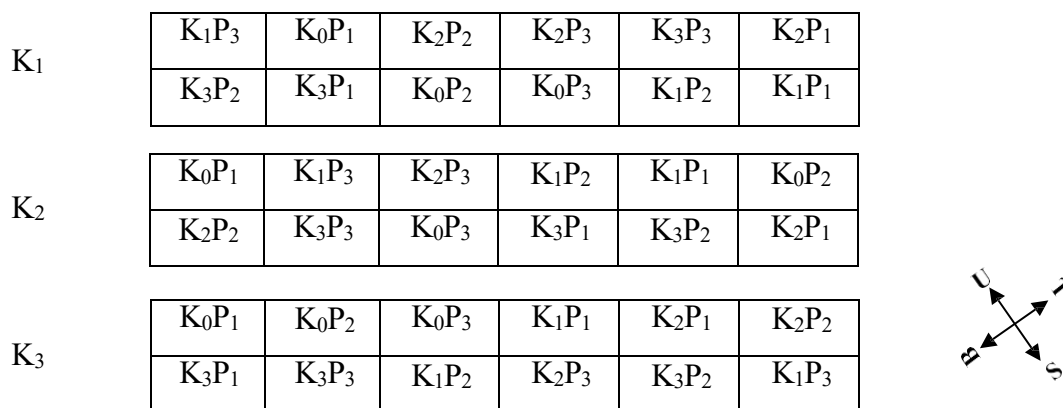 K₁
K₁P₃ K₀P₁ K₂P₂ K₂P₃ K₃P₃ K₂P₁
K₃P₂ K₃P₁ K₀P₂ K₀P₃ K₁P₂ K₁P₁
K₂
K₀P₁ K₁P₃ K₂P₃ K₁P₂ K₁P₁ K₀P₂
K₂P₂ K₃P₃ K₀P₃ K₃P₁ K₃P₂ K₂P₁
K₃
K₀P₁ K₀P₂ K₀P₃ K₁P₁ K₂P₁ K₂P₂
K₃P₁ K₃P₃ K₁P₂ K₂P₃ K₃P₂ K₁P₃
U
B
S